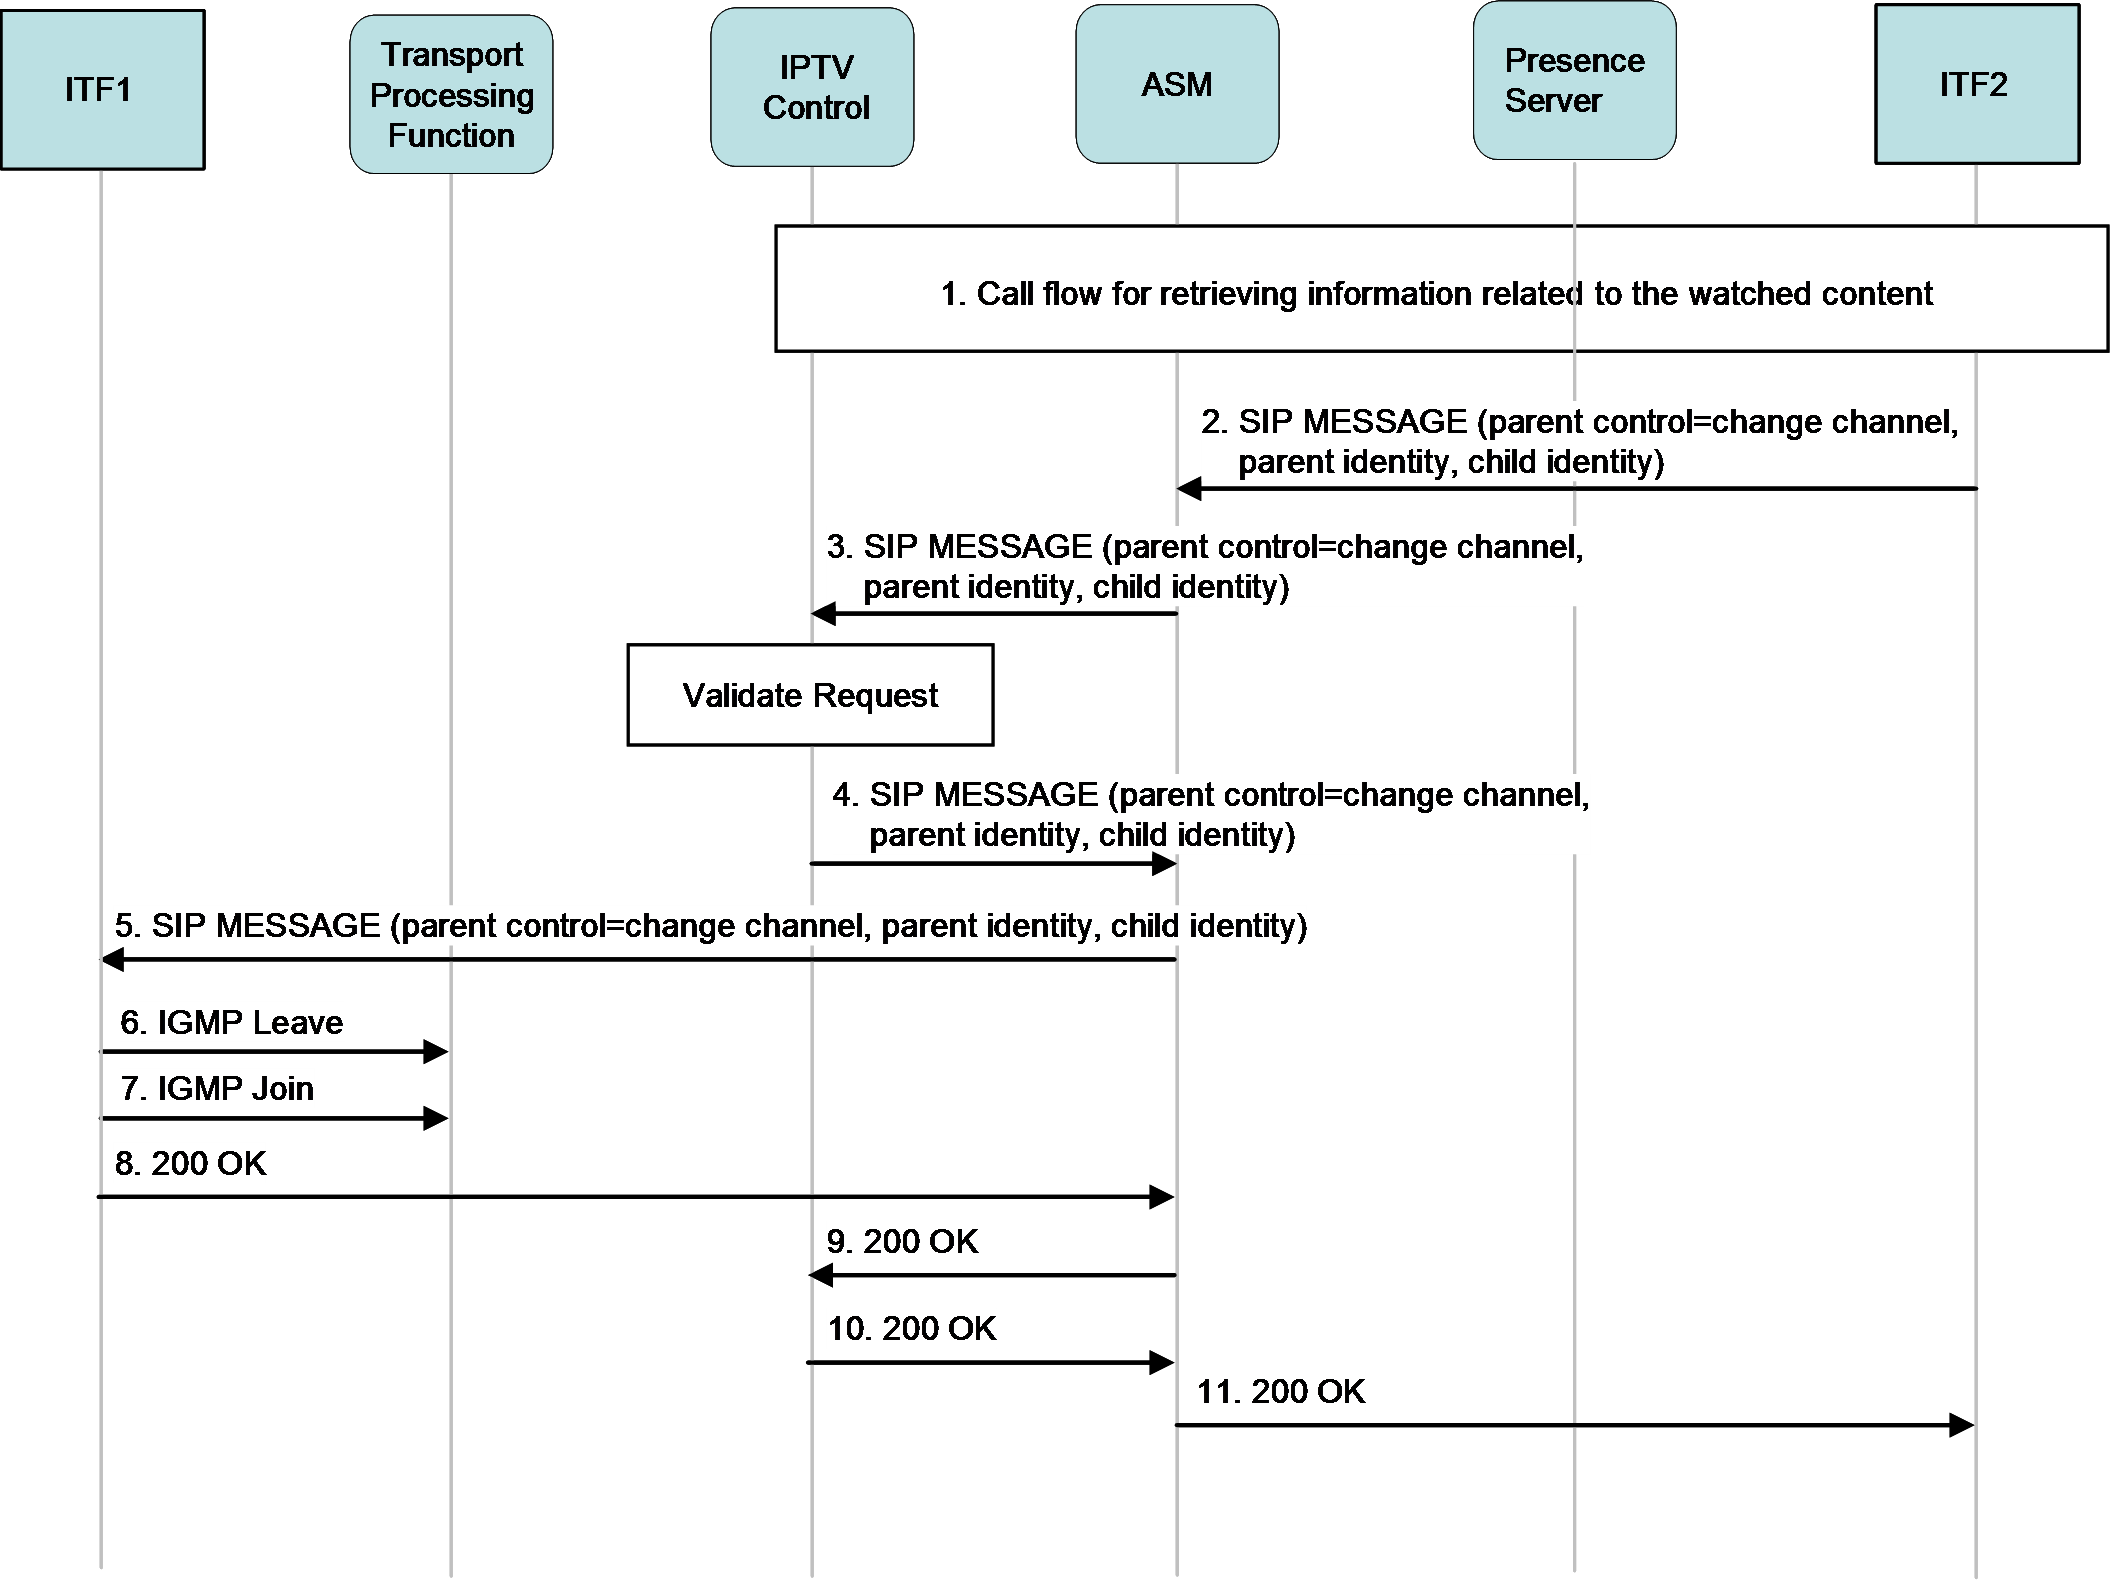 ITF1
Transport
Processing
Function
IPTV
Control
ASM
Presence
Server
ITF2
1. Call flow for retrieving information related to the watched content
2. SIP MESSAGE (parent control=change channel,
parent identity, child identity)
3. SIP MESSAGE (parent control=change channel,
parent identity, child identity)
Validate Request
4. SIP MESSAGE (parent control=change channel,
parent identity, child identity)
5. SIP MESSAGE (parent control=change channel, parent identity, child identity)
6. IGMP Leave
7. IGMP Join
8. 200 OK
9. 200 OK
10. 200 OK
11. 200 OK